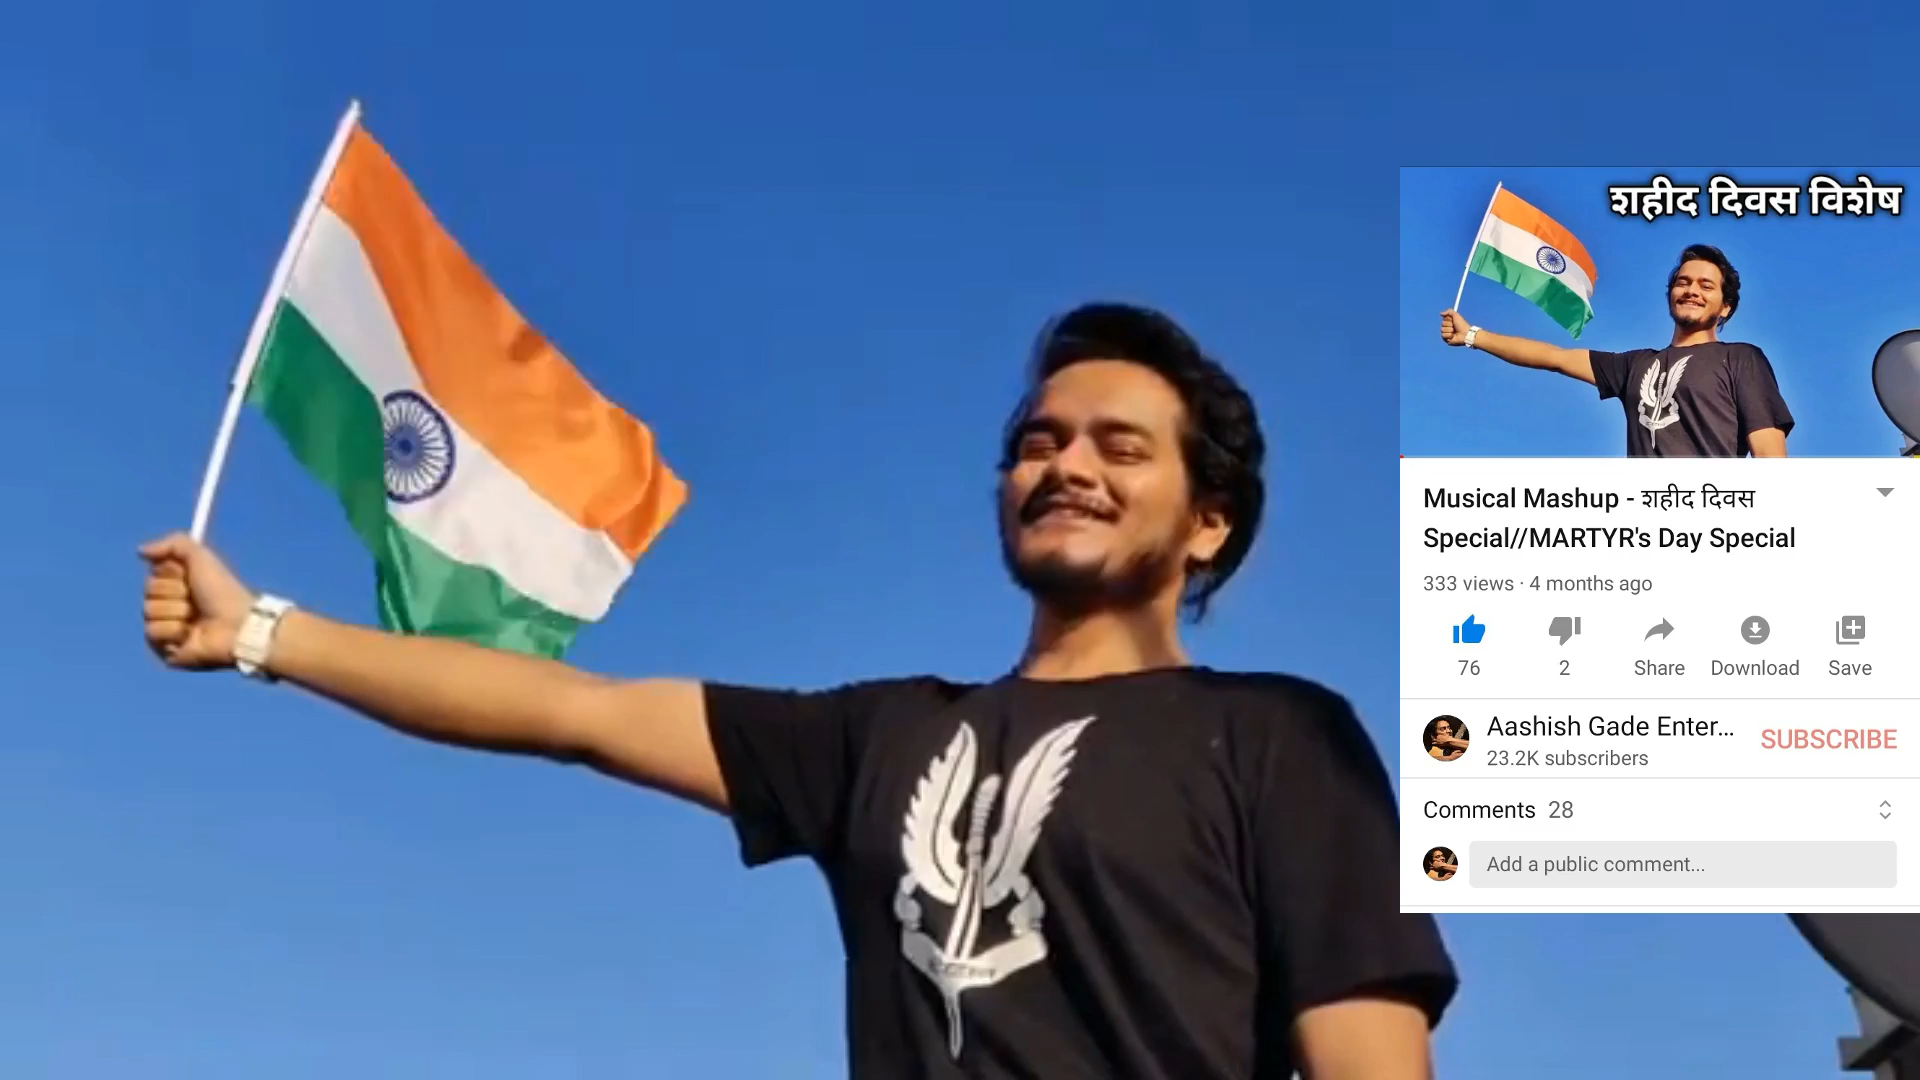 शहीद दिवस विशेष
Musical Mashup - शहीद दिवस
Special//MARTYR's Day Special
333 views · 4 months ago
76
2
Share
Download
Save
Aashish Gade Enter...
SUBSCRIBE
23.2K subscribers
Comments 28
Add a public comment...